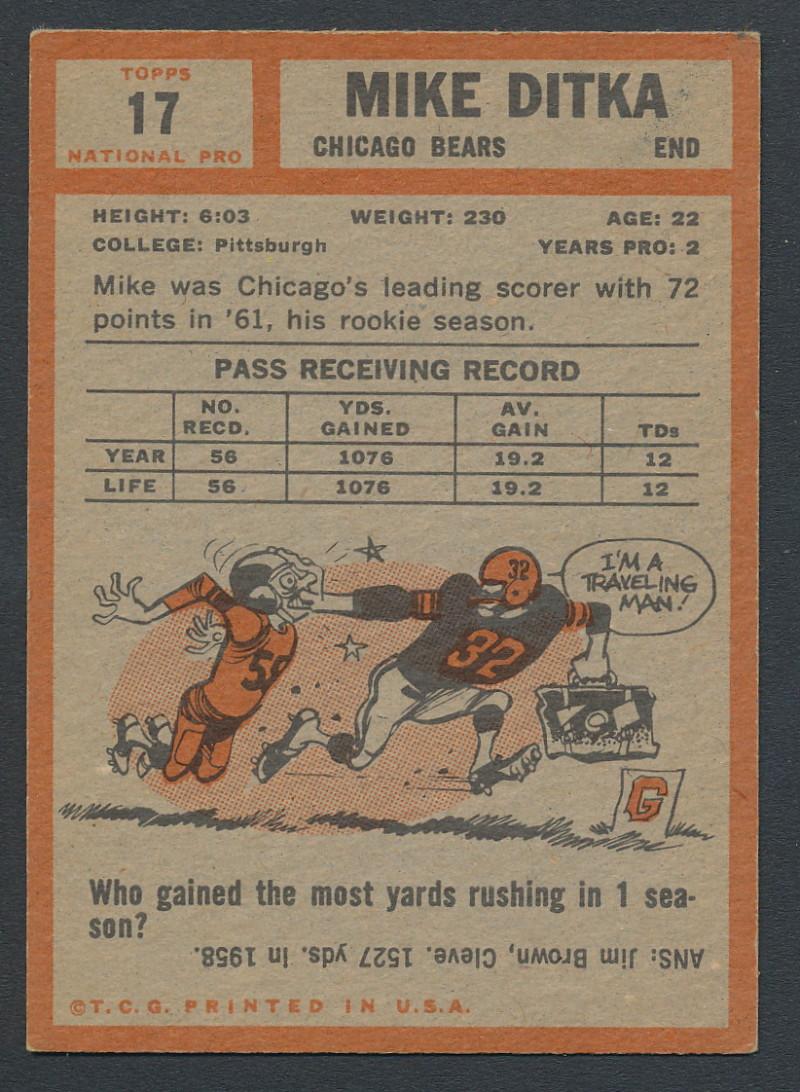 TOPPS
17
NATIONAL PRO
MIKE DITKA
CHICAGO BEARS END
HEIGHT: 6:03 WEIGHT: 230 AGE: 22
COLLEGE: Pittsburgh YEARS PRO: 2
Mike was Chicago's leading scorer with 72
points in '61, his rookie season.
PASS RECEIVING RECORD
NO. RECD. YDS. GAINED AV. GAIN TDs
YEAR 56 1076 19.2 12
LIFE 56 1076 19.2 12
I'M A
TRAVELING
MAN!
32
32
56
G
Who gained the most yards rushing in 1 sea-
son?
ANS: Jim Brown, Cleve. 1527 yds. in 1958.
©T.C.G. PRINTED IN U.S.A.